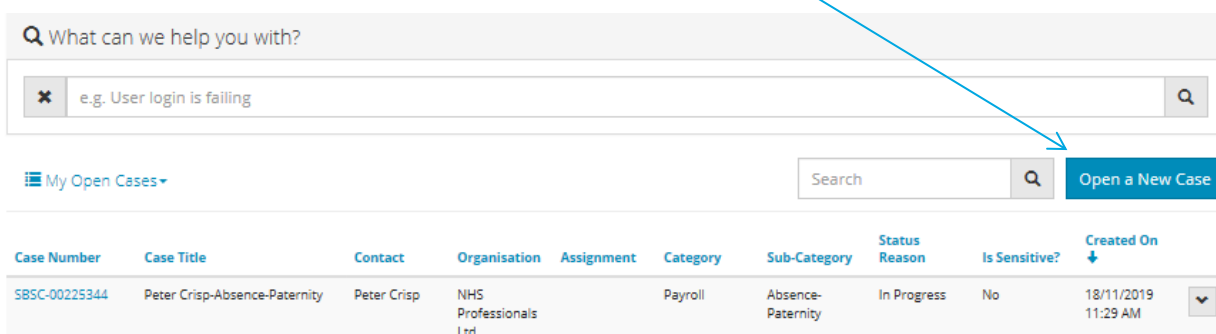 What can we help you with?
e.g. User login is failing
My Open Cases
Search
Open a New Case
Case Number Case Title Contact Organisation Assignment Category Sub-Category Status Reason Is Sensitive? Created On
SBSC-00225344 Peter Crisp-Absence-Paternity Peter Crisp NHS Payroll Absence- In Progress No 18/11/2019
Professionals Paternity 11:29 AM
Ltd